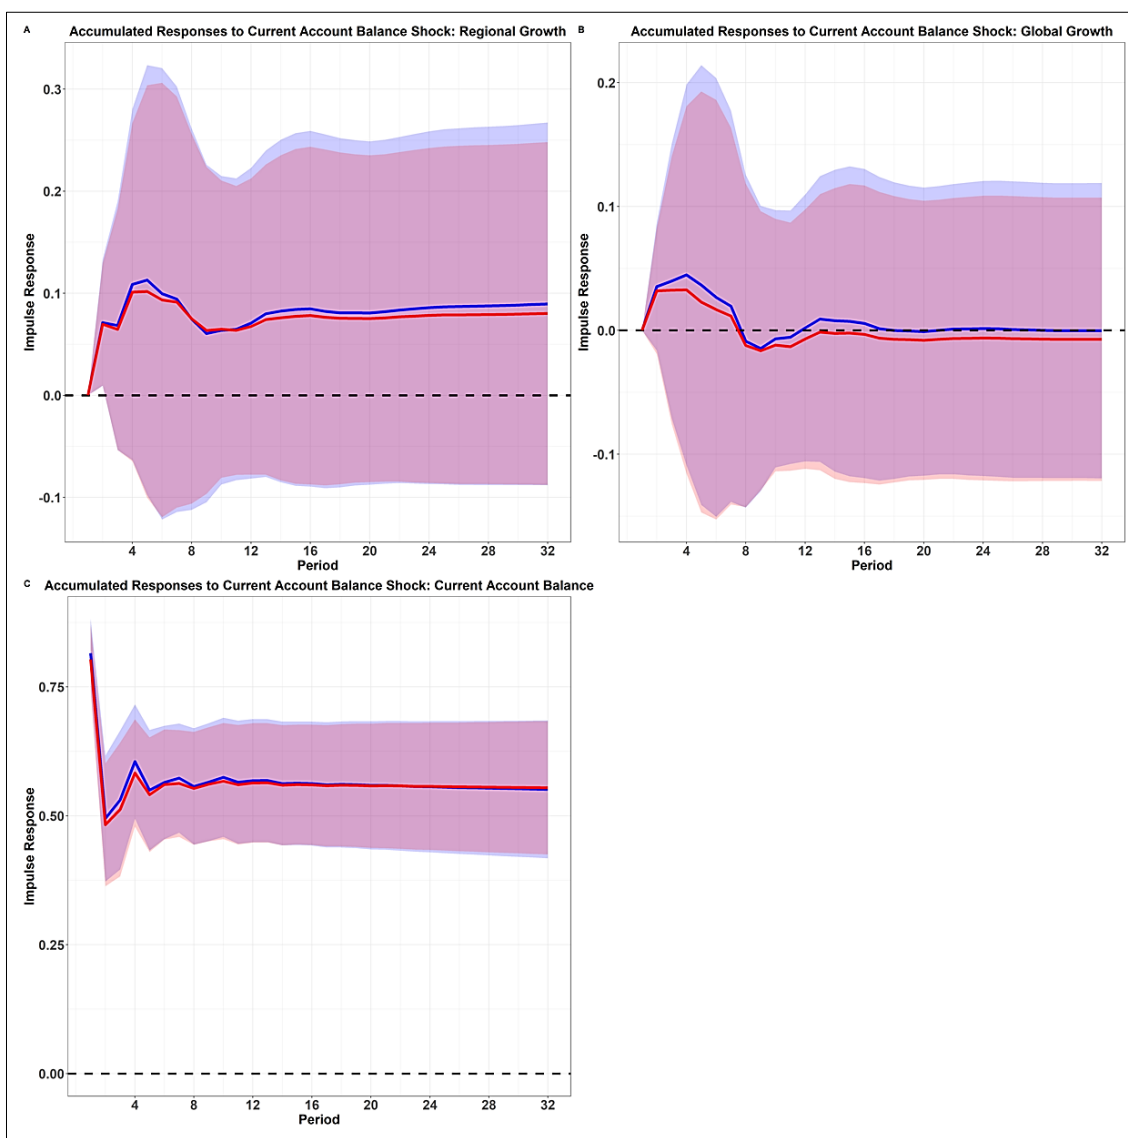 A
Accumulated Responses to Current Account Balance Shock: Regional Growth
Impulse Response
0.3
0.2
0.1
0.0
-0.1
4 8 12 16 20 24 28 32
Period
B
Accumulated Responses to Current Account Balance Shock: Global Growth
Impulse Response
0.2
0.1
0.0
-0.1
4 8 12 16 20 24 28 32
Period
C
Accumulated Responses to Current Account Balance Shock: Current Account Balance
Impulse Response
0.75
0.50
0.25
0.00
4 8 12 16 20 24 28 32
Period